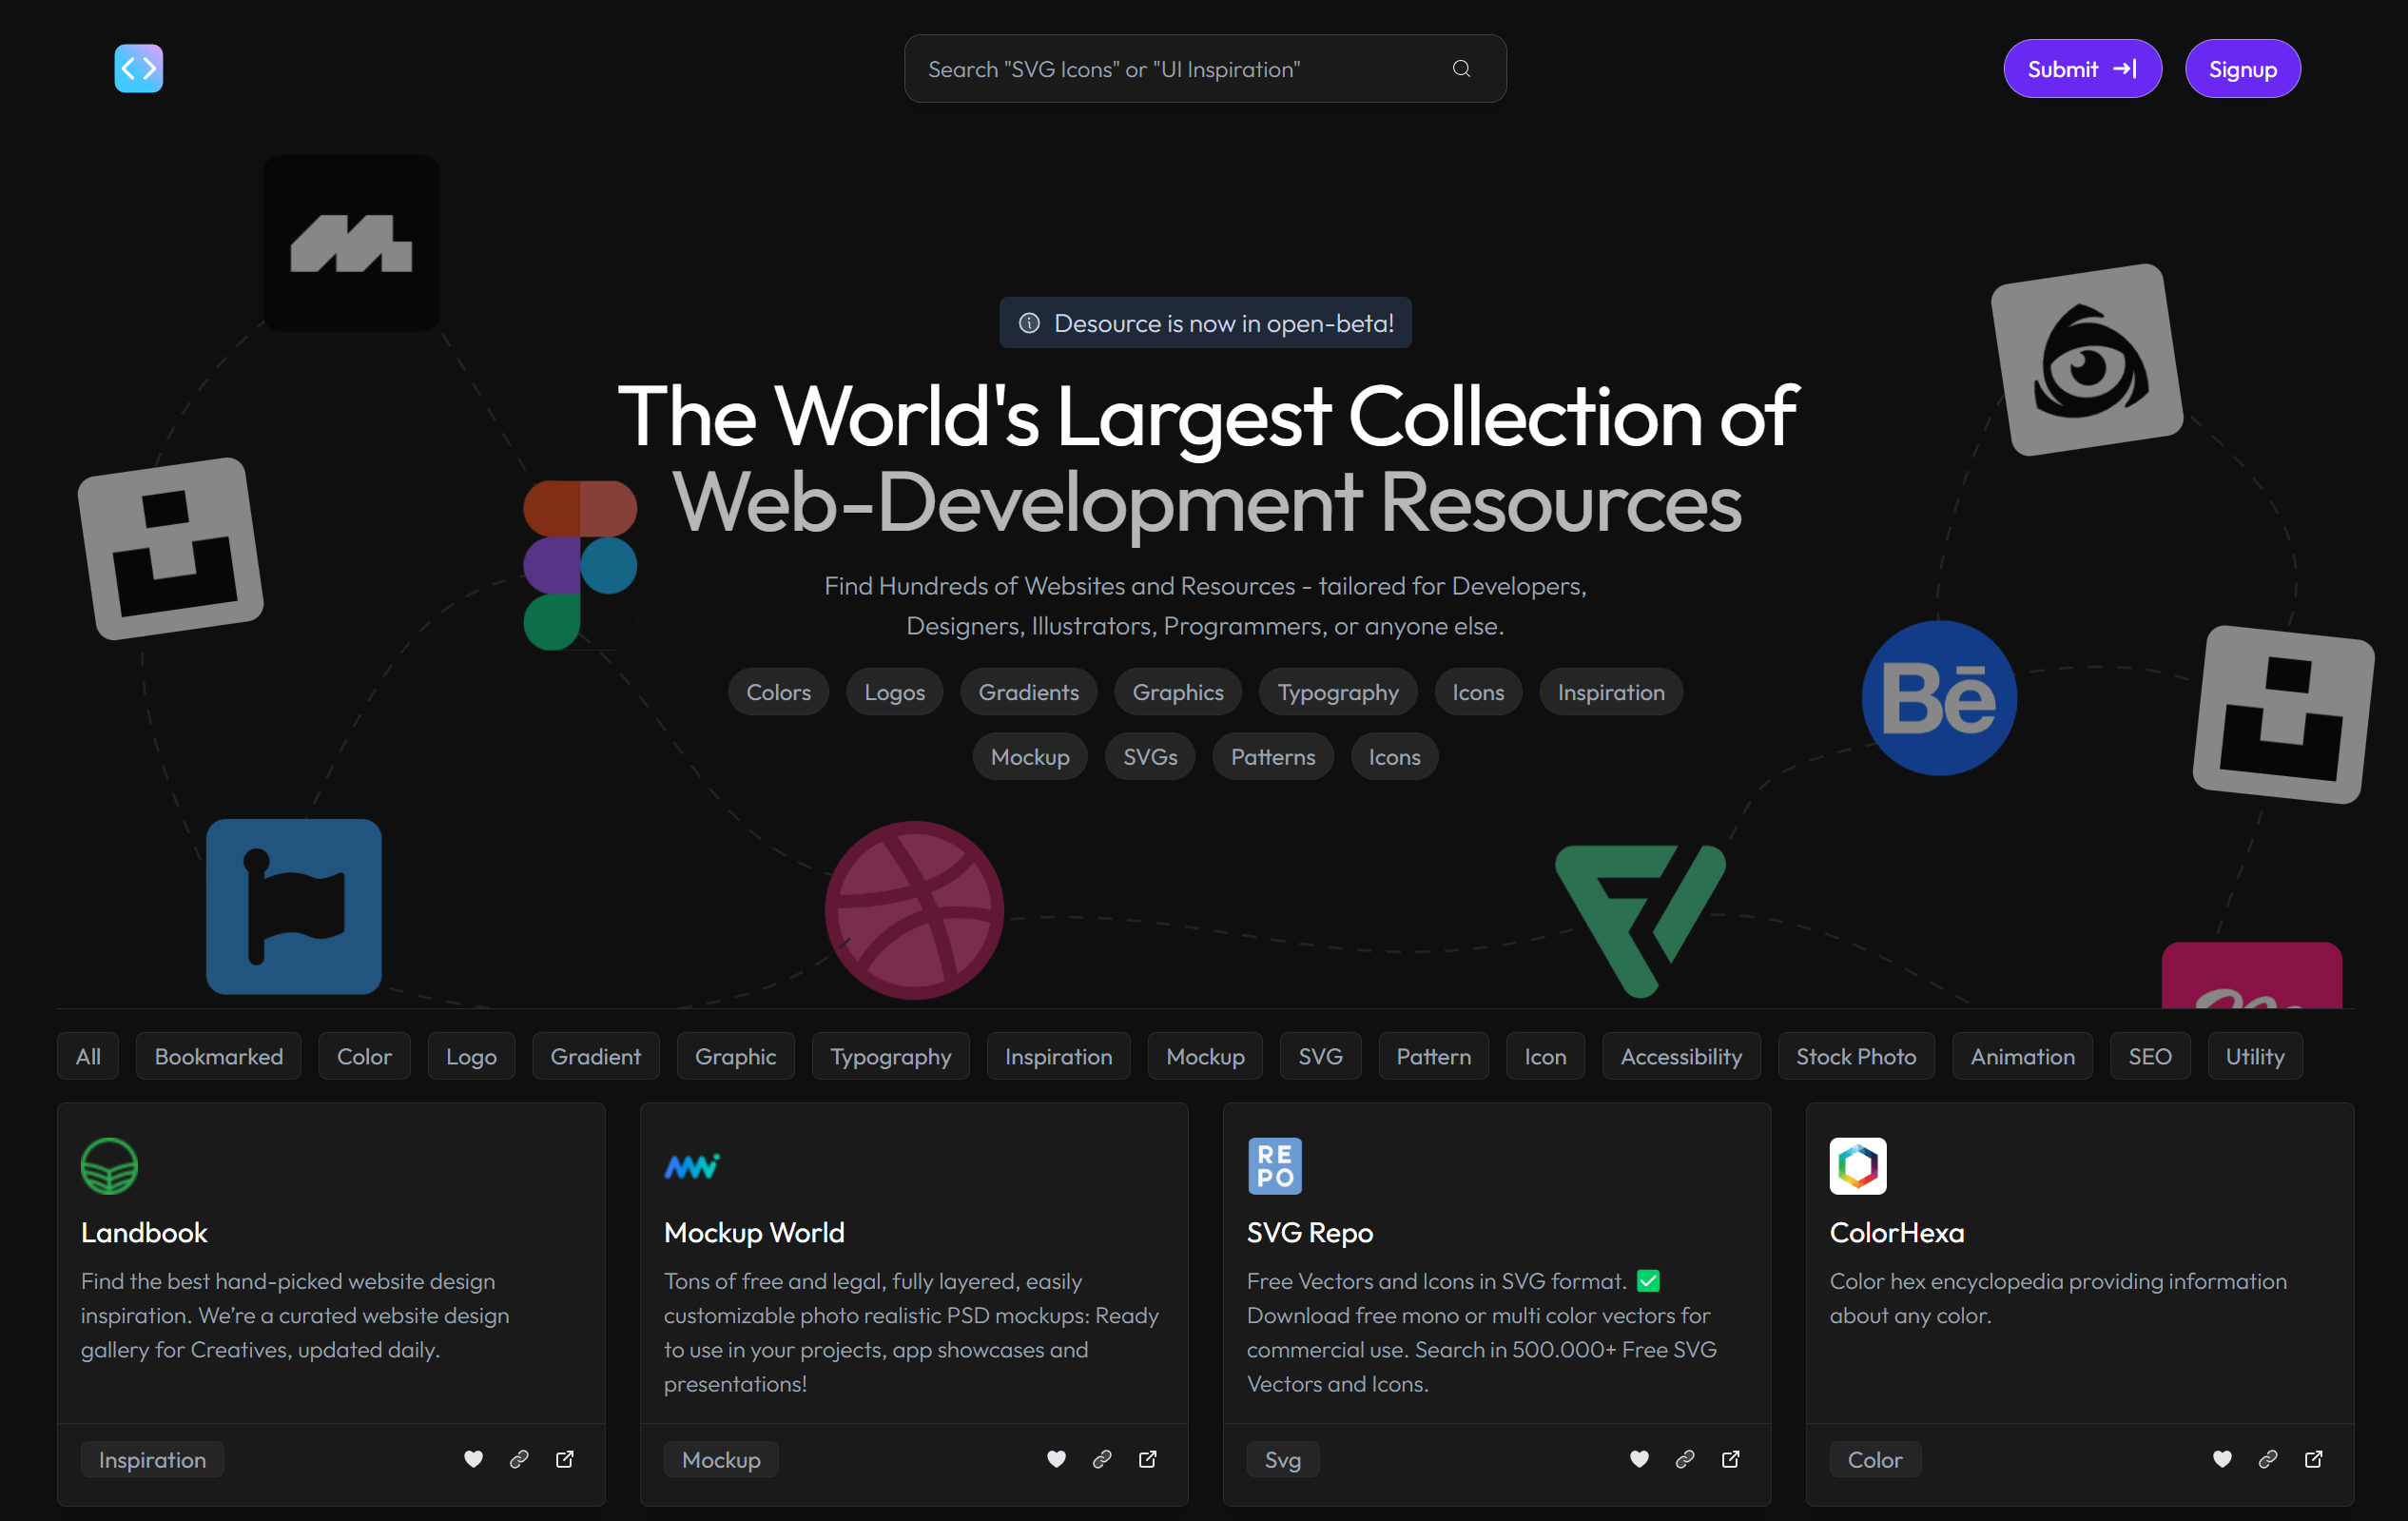 Search "SVG Icons" or "UI Inspiration"
Submit
Signup
Desource is now in open-beta!
The World's Largest Collection of
Web-Development Resources
Find Hundreds of Websites and Resources - tailored for Developers,
Designers, Illustrators, Programmers, or anyone else.
Colors Logos Gradients Graphics Typography Icons Inspiration
Mockup SVGs Patterns Icons
Bē
All Bookmarked Color Logo Gradient Graphic Typography Inspiration Mockup SVG Pattern Icon Accessibility Stock Photo Animation SEO Utility
Landbook
Find the best hand-picked website design
inspiration. We’re a curated website design
gallery for Creatives, updated daily.
Inspiration
Mockup World
Tons of free and legal, fully layered, easily
customizable photo realistic PSD mockups: Ready
to use in your projects, app showcases and
presentations!
Mockup
RE
PO
SVG Repo
Free Vectors and Icons in SVG format. ✅
Download free mono or multi color vectors for
commercial use. Search in 500.000+ Free SVG
Vectors and Icons.
Svg
ColorHexa
Color hex encyclopedia providing information
about any color.
Color